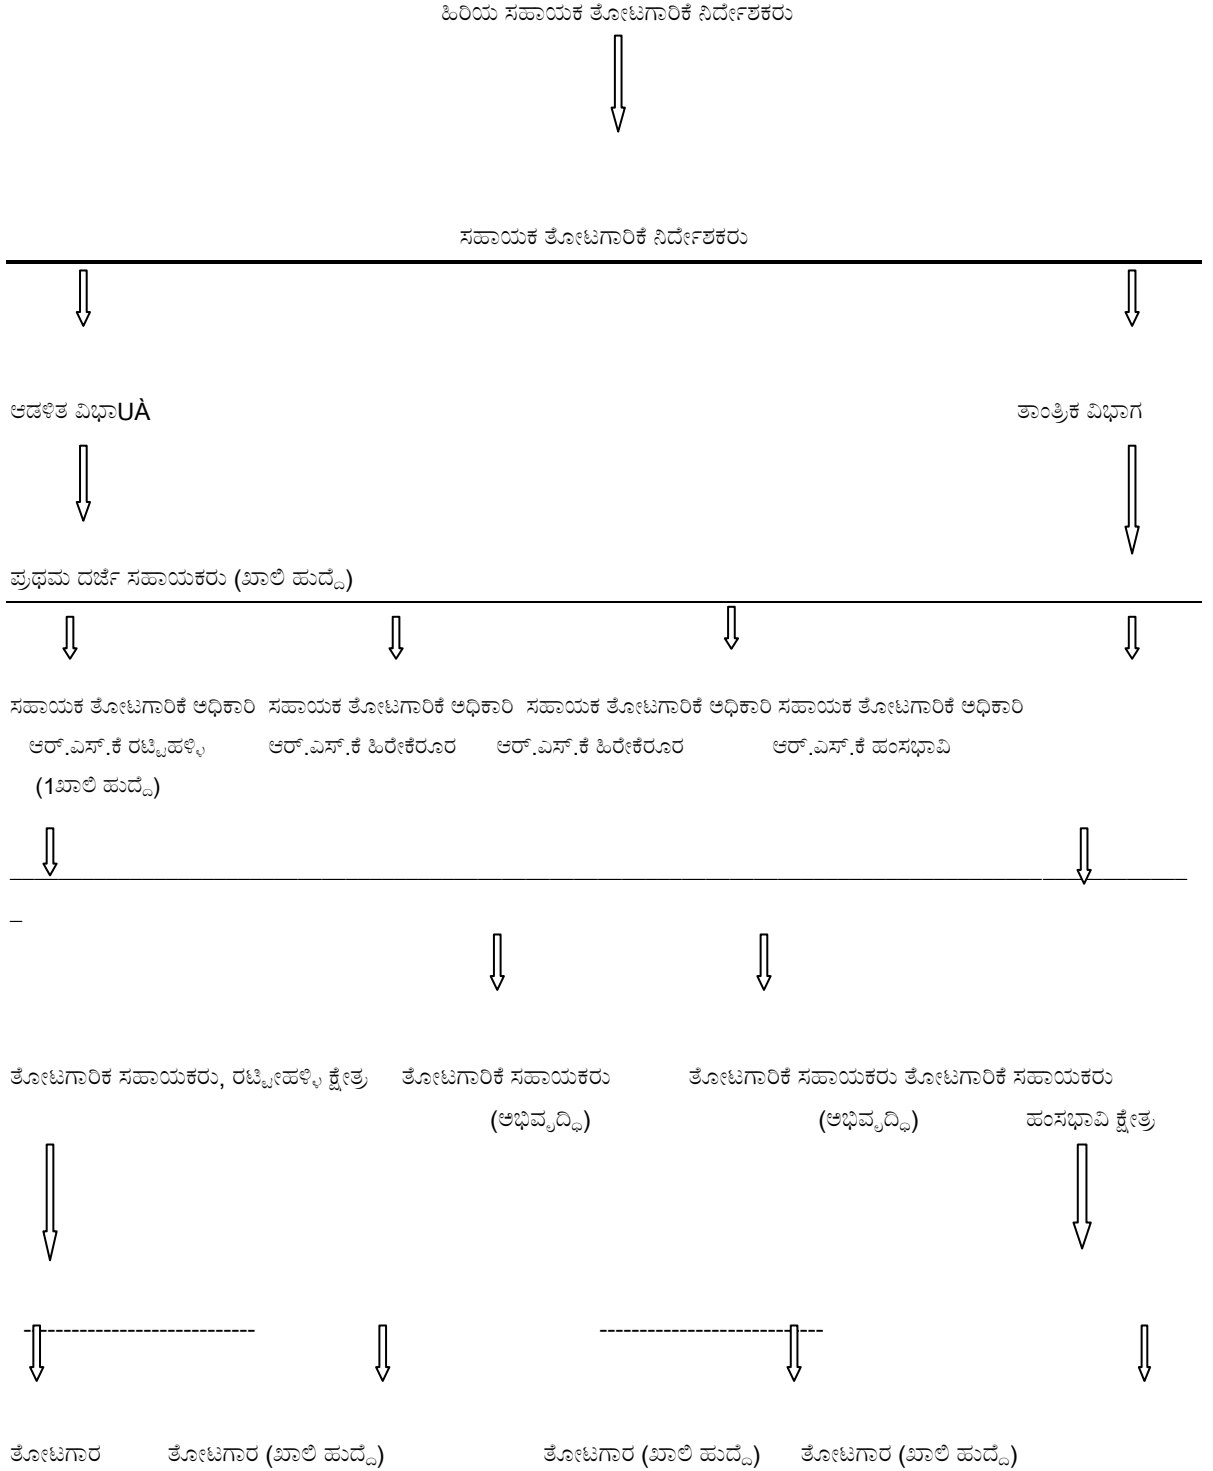 ಹಿರಿಯ ಸಹಾಯಕ ತೋಟಗಾರಿಕೆ ನಿರ್ದೇಶಕರು
ಸಹಾಯಕ ತೋಟಗಾರಿಕೆ ನಿರ್ದೇಶಕರು
ಆಡಳಿತ ವಿಭಾUÀ ತಾಂತ್ರಿಕ ವಿಭಾಗ
ಪ್ರಥಮ ದರ್ಜೆ ಸಹಾಯಕರು (ಖಾಲಿ ಹುದ್ದೆ)
ಸಹಾಯಕ ತೋಟಗಾರಿಕೆ ಅಧಿಕಾರಿ ಸಹಾಯಕ ತೋಟಗಾರಿಕೆ ಅಧಿಕಾರಿ ಸಹಾಯಕ ತೋಟಗಾರಿಕೆ ಅಧಿಕಾರಿ ಸಹಾಯಕ ತೋಟಗಾರಿಕೆ ಅಧಿಕಾರಿ
ಆರ್.ಎಸ್.ಕೆ ರಟ್ಟಿಹಳ್ಳಿ ಆರ್.ಎಸ್.ಕೆ ಹಿರೇಕೆರೂರ ಆರ್.ಎಸ್.ಕೆ ಹಿರೇಕೆರೂರ ಆರ್.ಎಸ್.ಕೆ ಹಂಸಭಾವಿ
(1ಖಾಲಿ ಹುದ್ದೆ)
ತೋಟಗಾರಿಕ ಸಹಾಯಕರು, ರಟ್ಟೀಹಳ್ಳಿ ಕ್ಷೇತ್ರ ತೋಟಗಾರಿಕೆ ಸಹಾಯಕರು ತೋಟಗಾರಿಕೆ ಸಹಾಯಕರು ತೋಟಗಾರಿಕೆ ಸಹಾಯಕರು
(ಅಭಿವೃದ್ಧಿ) (ಅಭಿವೃದ್ಧಿ) ಹಂಸಭಾವಿ ಕ್ಷೇತ್ರ
ತೋಟಗಾರ ತೋಟಗಾರ (ಖಾಲಿ ಹುದ್ದೆ) ತೋಟಗಾರ (ಖಾಲಿ ಹುದ್ದೆ) ತೋಟಗಾರ (ಖಾಲಿ ಹುದ್ದೆ)